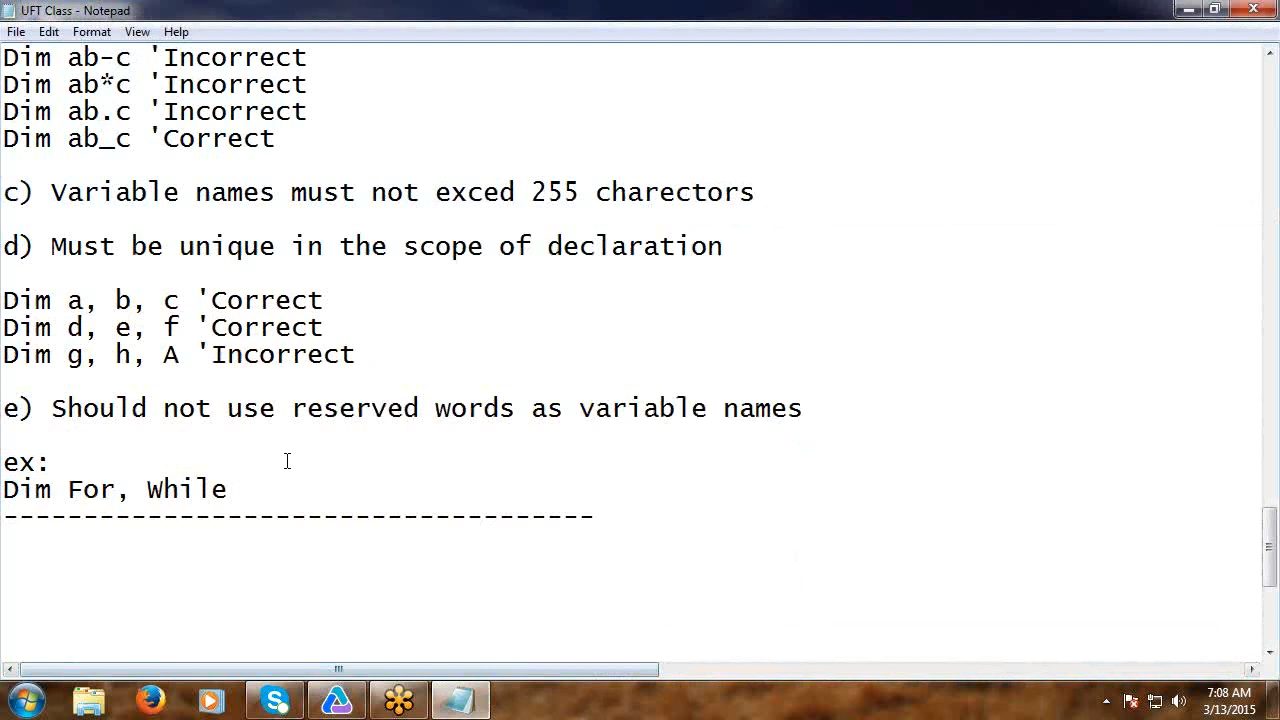 UFT Class - Notepad
File Edit Format View Help
Dim ab-c 'Incorrect
Dim ab*c 'Incorrect
Dim ab.c 'Incorrect
Dim ab_c 'Correct
c) Variable names must not exced 255 charectors
d) Must be unique in the scope of declaration
Dim a, b, c 'Correct
Dim d, e, f 'Correct
Dim g, h, A 'Incorrect
e) Should not use reserved words as variable names
ex:
Dim For, While
-------------------------------------
7:08 AM
3/13/2015